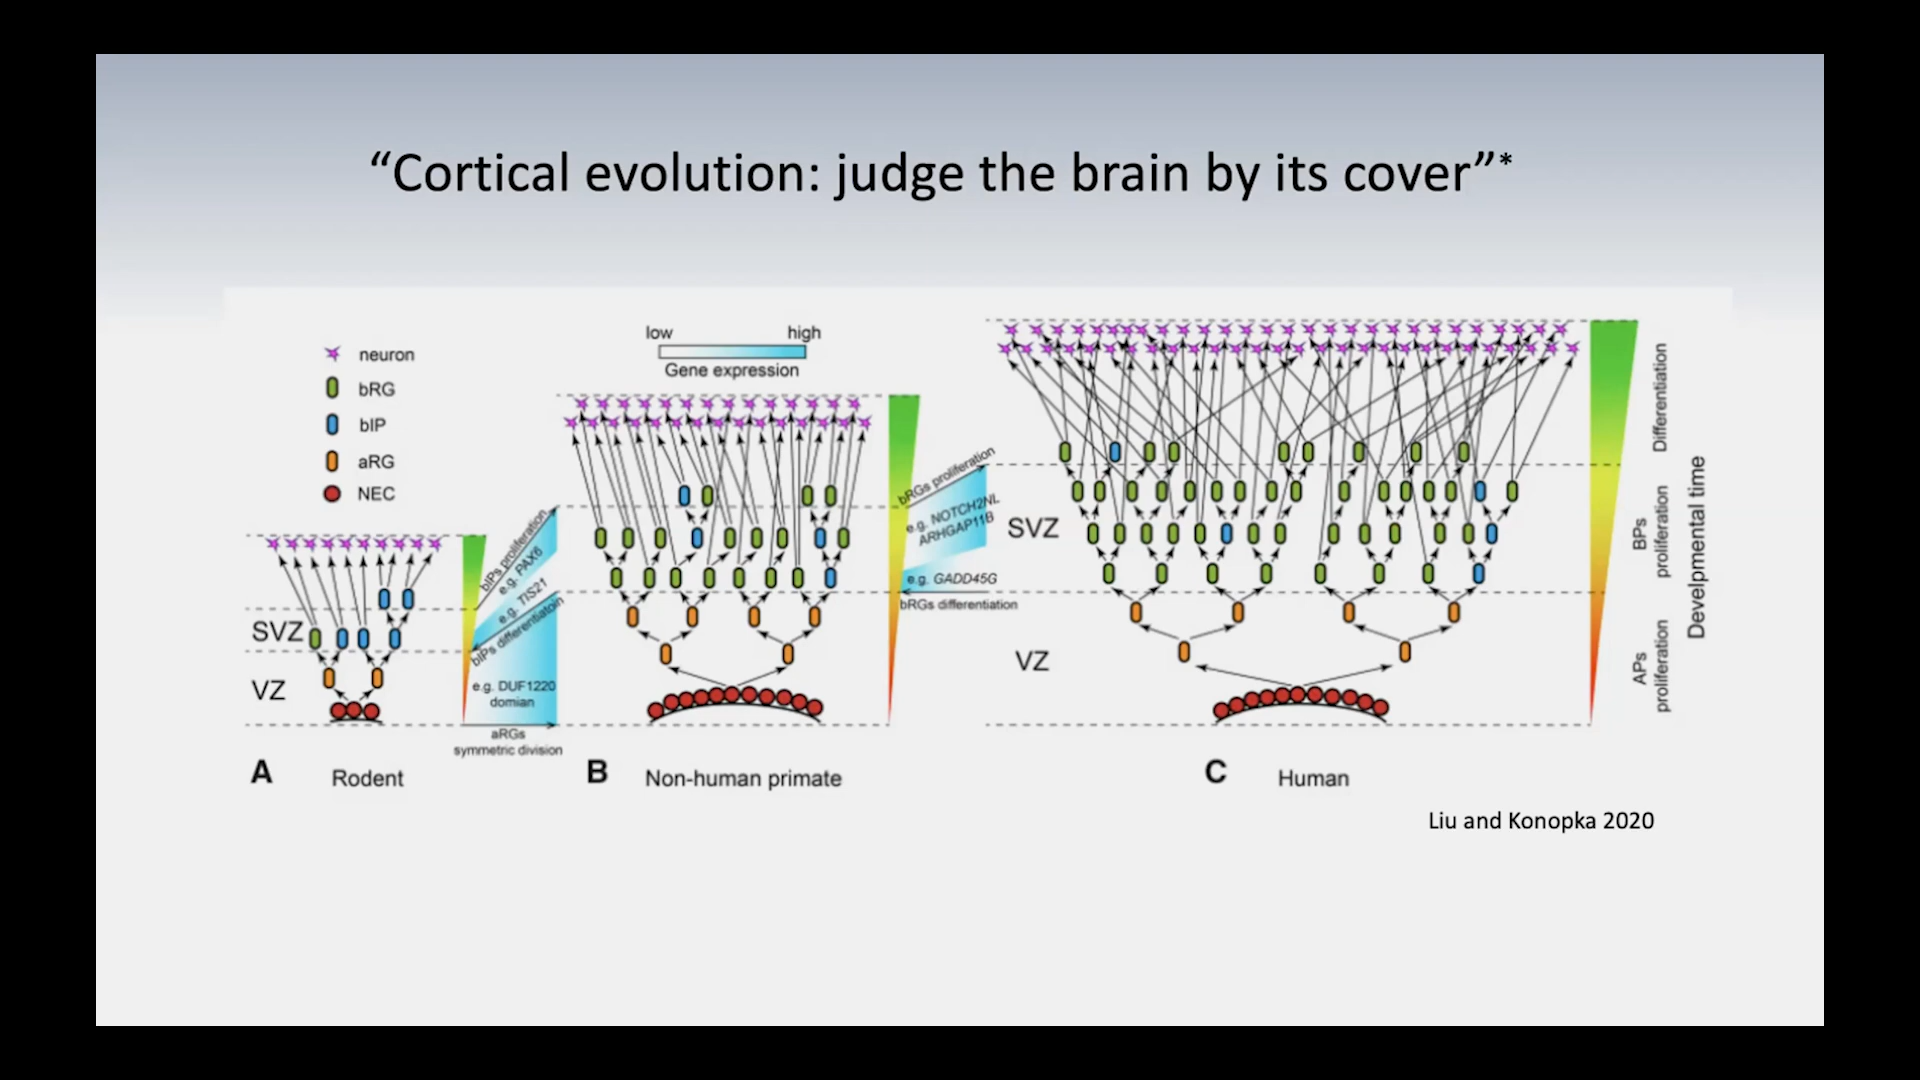 “Cortical evolution: judge the brain by its cover”*
neuron
bRG
bIP
aRG
NEC
low high
Gene expression
SVZ
VZ
bIPs proliferation
e.g. PAX6
e.g. TIS21
bIPs differentiatoin
e.g. DUF1220
domian
aRGs
symmetric division
bRGs proliferation
e.g. NOTCH2NL
ARHGAP11B
e.g. GADD45G
bRGs differentiation
SVZ
VZ
Differentiation
BPs
proliferation
APs
proliferation
Develpmental time
A Rodent
B Non-human primate
C Human
Liu and Konopka 2020